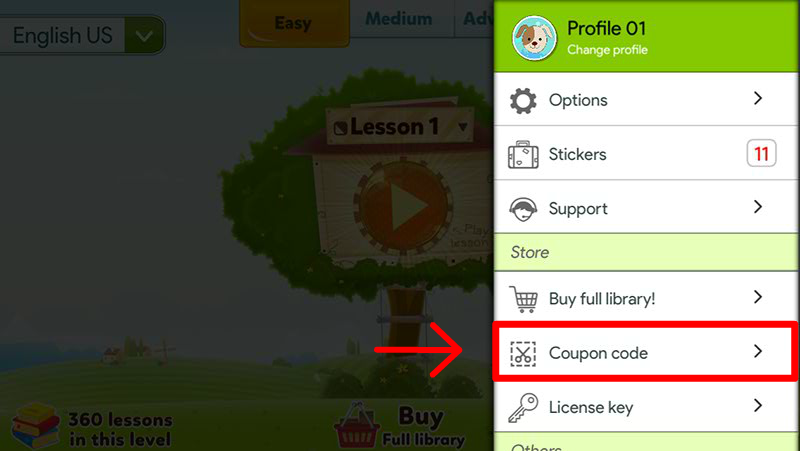 English US
Easy
Medium
Adv
Lesson 1
Play
lesson
360 lessons
in this level
Buy
Full library
Profile 01
Change profile
Options
Stickers
11
Support
Store
Buy full library!
Coupon code
License key
Others